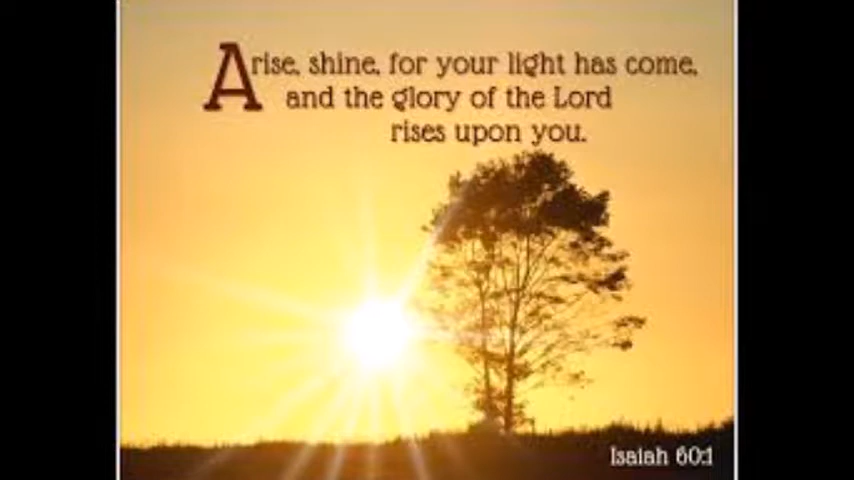 Arise, shine, for your light has come,
and the glory of the Lord
rises upon you.
Isaiah 60:1